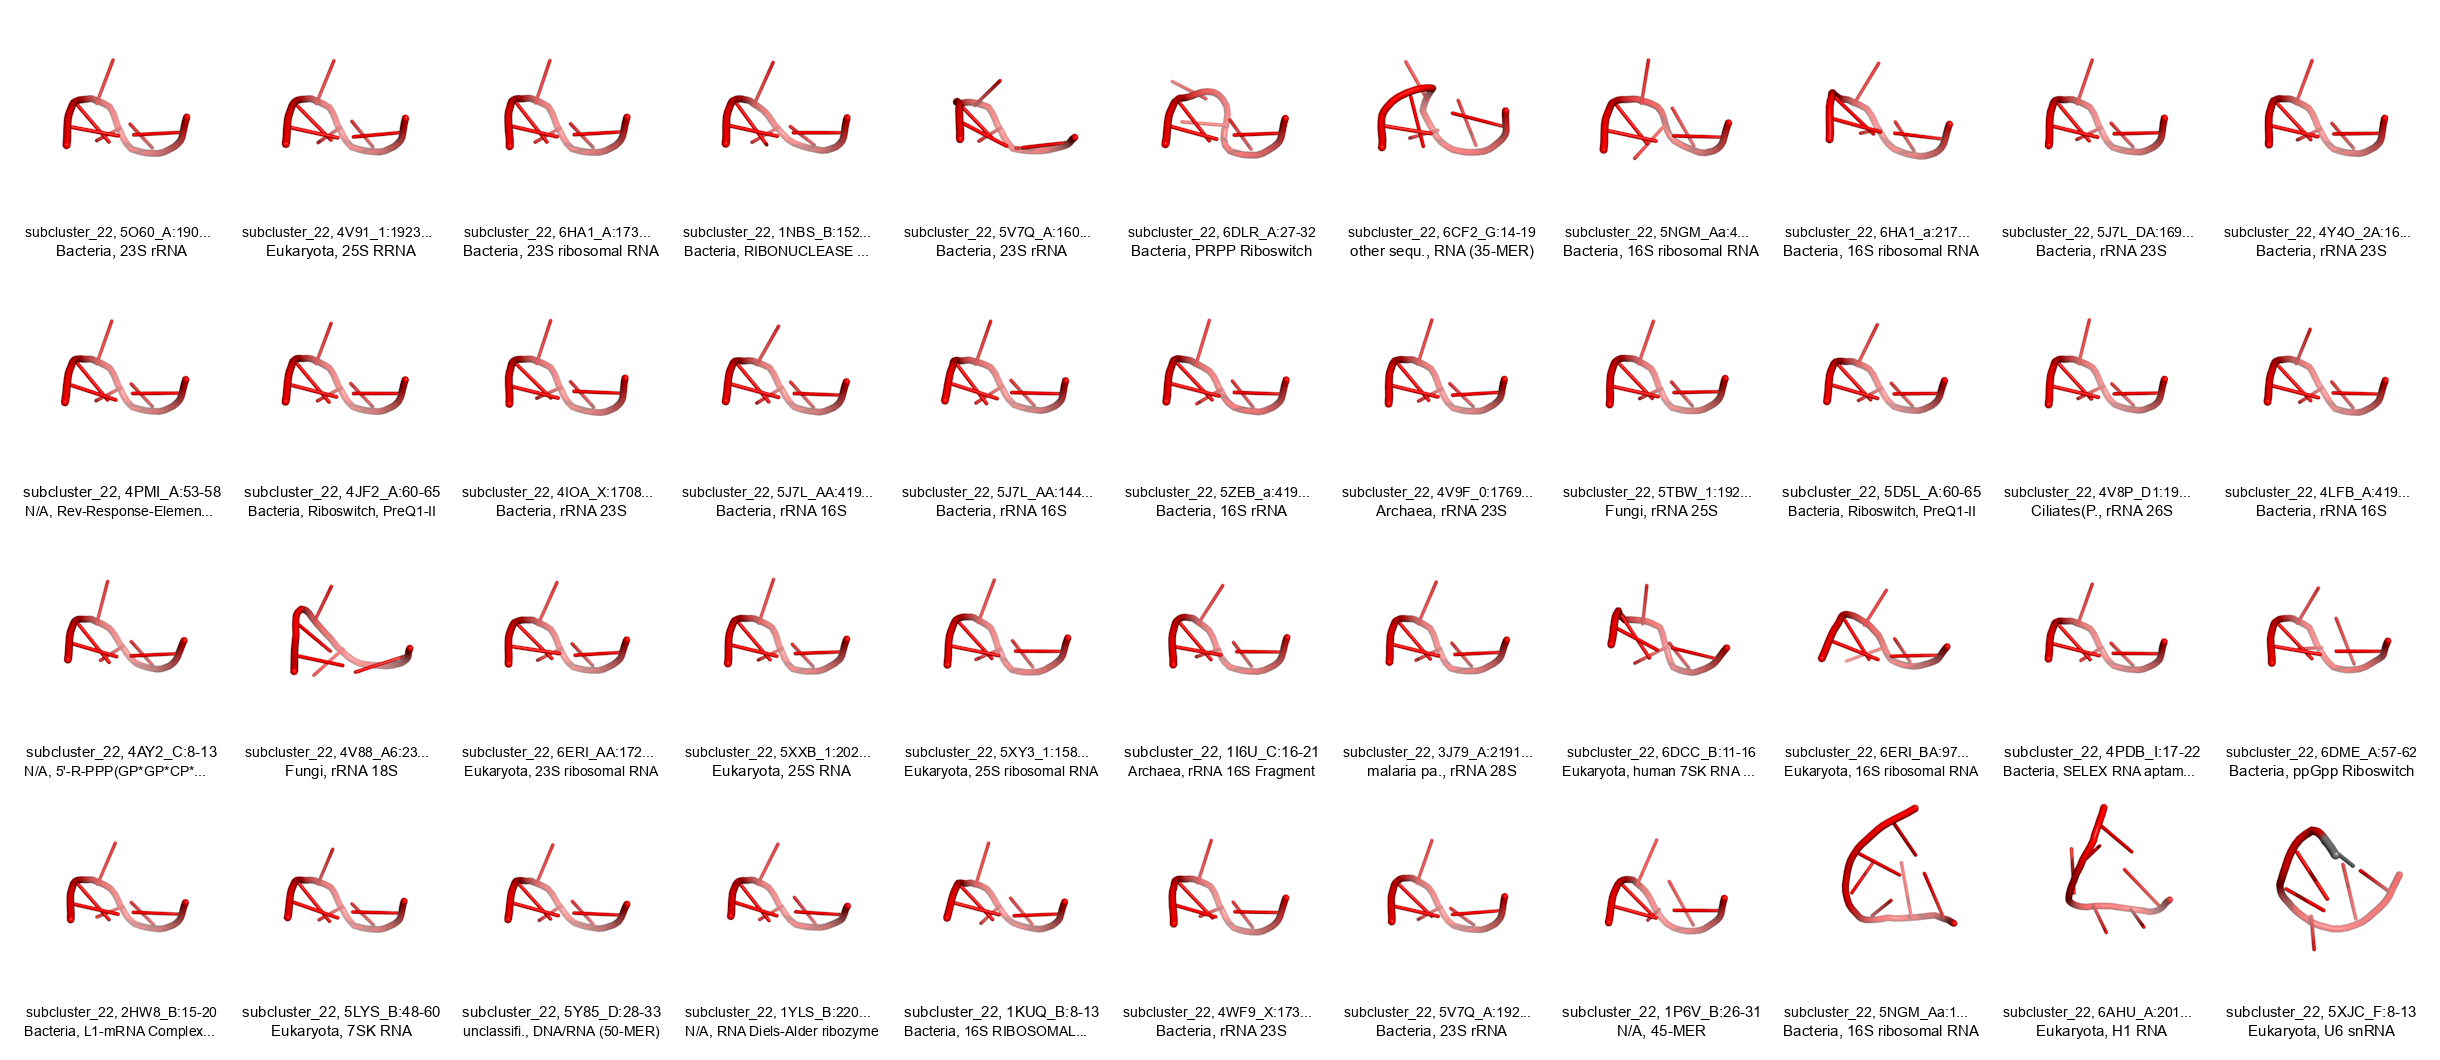 subcluster_22, 5O60_A:190...
Bacteria, 23S rRNA
subcluster_22, 4V91_1:1923...
Eukaryota, 25S RRNA
subcluster_22, 6HA1_A:173...
Bacteria, 23S ribosomal RNA
subcluster_22, 1NBS_B:152...
Bacteria, RIBONUCLEASE ...
subcluster_22, 5V7Q_A:160...
Bacteria, 23S rRNA
subcluster_22, 6DLR_A:27-32
Bacteria, PRPP Riboswitch
subcluster_22, 6CF2_G:14-19
other sequ., RNA (35-MER)
subcluster_22, 5NGM_Aa:4...
Bacteria, 16S ribosomal RNA
subcluster_22, 6HA1_a:217...
Bacteria, 16S ribosomal RNA
subcluster_22, 5J7L_DA:169...
Bacteria, rRNA 23S
subcluster_22, 4Y4O_2A:16...
Bacteria, rRNA 23S
subcluster_22, 4PMI_A:53-58
N/A, Rev-Response-Elemen...
subcluster_22, 4JF2_A:60-65
Bacteria, Riboswitch, PreQ1-II
subcluster_22, 4IOA_X:1708...
Bacteria, rRNA 23S
subcluster_22, 5J7L_AA:419...
Bacteria, rRNA 16S
subcluster_22, 5J7L_AA:144...
Bacteria, rRNA 16S
subcluster_22, 5ZEB_a:419...
Bacteria, 16S rRNA
subcluster_22, 4V9F_0:1769...
Archaea, rRNA 23S
subcluster_22, 5TBW_1:192...
Fungi, rRNA 25S
subcluster_22, 5D5L_A:60-65
Bacteria, Riboswitch, PreQ1-II
subcluster_22, 4V8P_D1:19...
Ciliates(P., rRNA 26S
subcluster_22, 4LFB_A:419...
Bacteria, rRNA 16S
subcluster_22, 4AY2_C:8-13
N/A, 5'-R-PPP(GP*GP*CP*...
subcluster_22, 4V88_A6:23...
Fungi, rRNA 18S
subcluster_22, 6ERI_AA:172...
Eukaryota, 23S ribosomal RNA
subcluster_22, 5XXB_1:202...
Eukaryota, 25S RNA
subcluster_22, 5XY3_1:158...
Eukaryota, 25S ribosomal RNA
subcluster_22, 1I6U_C:16-21
Archaea, rRNA 16S Fragment
subcluster_22, 3J79_A:2191...
malaria pa., rRNA 28S
subcluster_22, 6DCC_B:11-16
Eukaryota, human 7SK RNA ...
subcluster_22, 6ERI_BA:97...
Eukaryota, 16S ribosomal RNA
subcluster_22, 4PDB_I:17-22
Bacteria, SELEX RNA aptam...
subcluster_22, 6DME_A:57-62
Bacteria, ppGpp Riboswitch
subcluster_22, 2HW8_B:15-20
Bacteria, L1-mRNA Complex...
subcluster_22, 5LYS_B:48-60
Eukaryota, 7SK RNA
subcluster_22, 5Y85_D:28-33
unclassifi., DNA/RNA (50-MER)
subcluster_22, 1YLS_B:220...
N/A, RNA Diels-Alder ribozyme
subcluster_22, 1KUQ_B:8-13
Bacteria, 16S RIBOSOMAL...
subcluster_22, 4WF9_X:173...
Bacteria, rRNA 23S
subcluster_22, 5V7Q_A:192...
Bacteria, 23S rRNA
subcluster_22, 1P6V_B:26-31
N/A, 45-MER
subcluster_22, 5NGM_Aa:1...
Bacteria, 16S ribosomal RNA
subcluster_22, 6AHU_A:201...
Eukaryota, H1 RNA
subcluster_22, 5XJC_F:8-13
Eukaryota, U6 snRNA